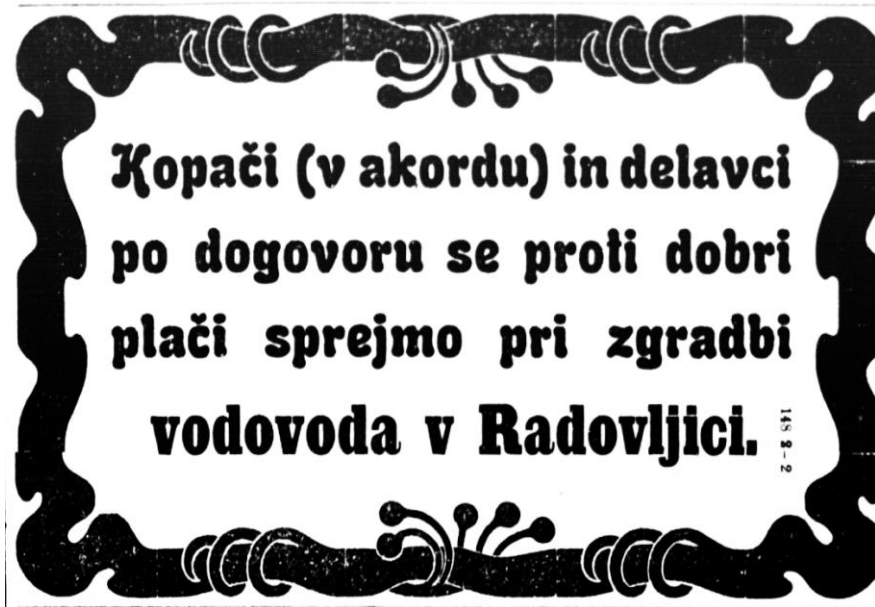 Kopači (v akordu) in delavci
po dogovoru se proti dobri
plači sprejmo pri zgradbi
vodovoda v Radovljici.
148 2-2